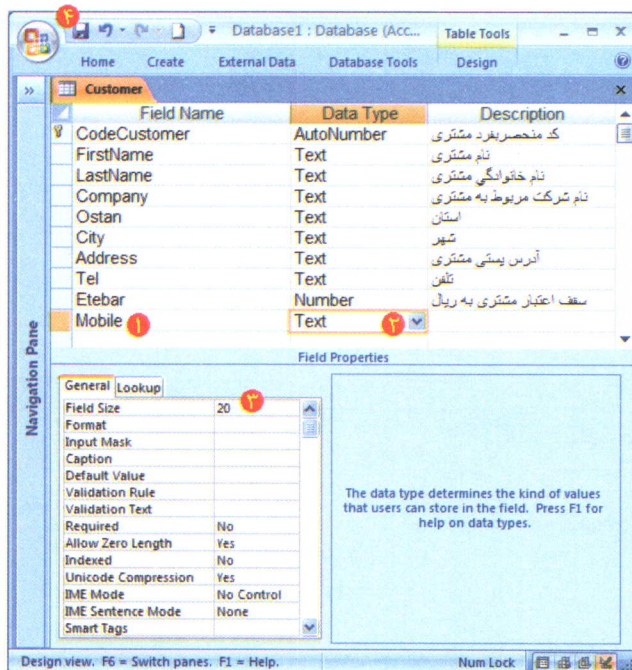 ۴
Database1 : Database (Acc... Table Tools
Home Create External Data Database Tools Design
» Customer
Field Name Data Type Description
CodeCustomer AutoNumber کد منحصربفرد مشتری
FirstName Text نام مشتری
LastName Text نام خانوادگي مشتری
Company Text نام شرکت مربوط به مشتری
Ostan Text استان
City Text شهر
Address Text آدرس پستی مشتری
Tel Text تلفن
Etebar Number سقف اعتبار مشتری به ریال
Mobile ۱ Text ۲
Navigation Pane
Field Properties
General Lookup
Field Size 20 ۳
Format
Input Mask
Caption
Default Value
Validation Rule
Validation Text
Required No
Allow Zero Length Yes
Indexed No
Unicode Compression Yes
IME Mode No Control
IME Sentence Mode None
Smart Tags
The data type determines the kind of values
that users can store in the field. Press F1 for
help on data types.
Design view. F6 = Switch panes. F1 = Help. Num Lock